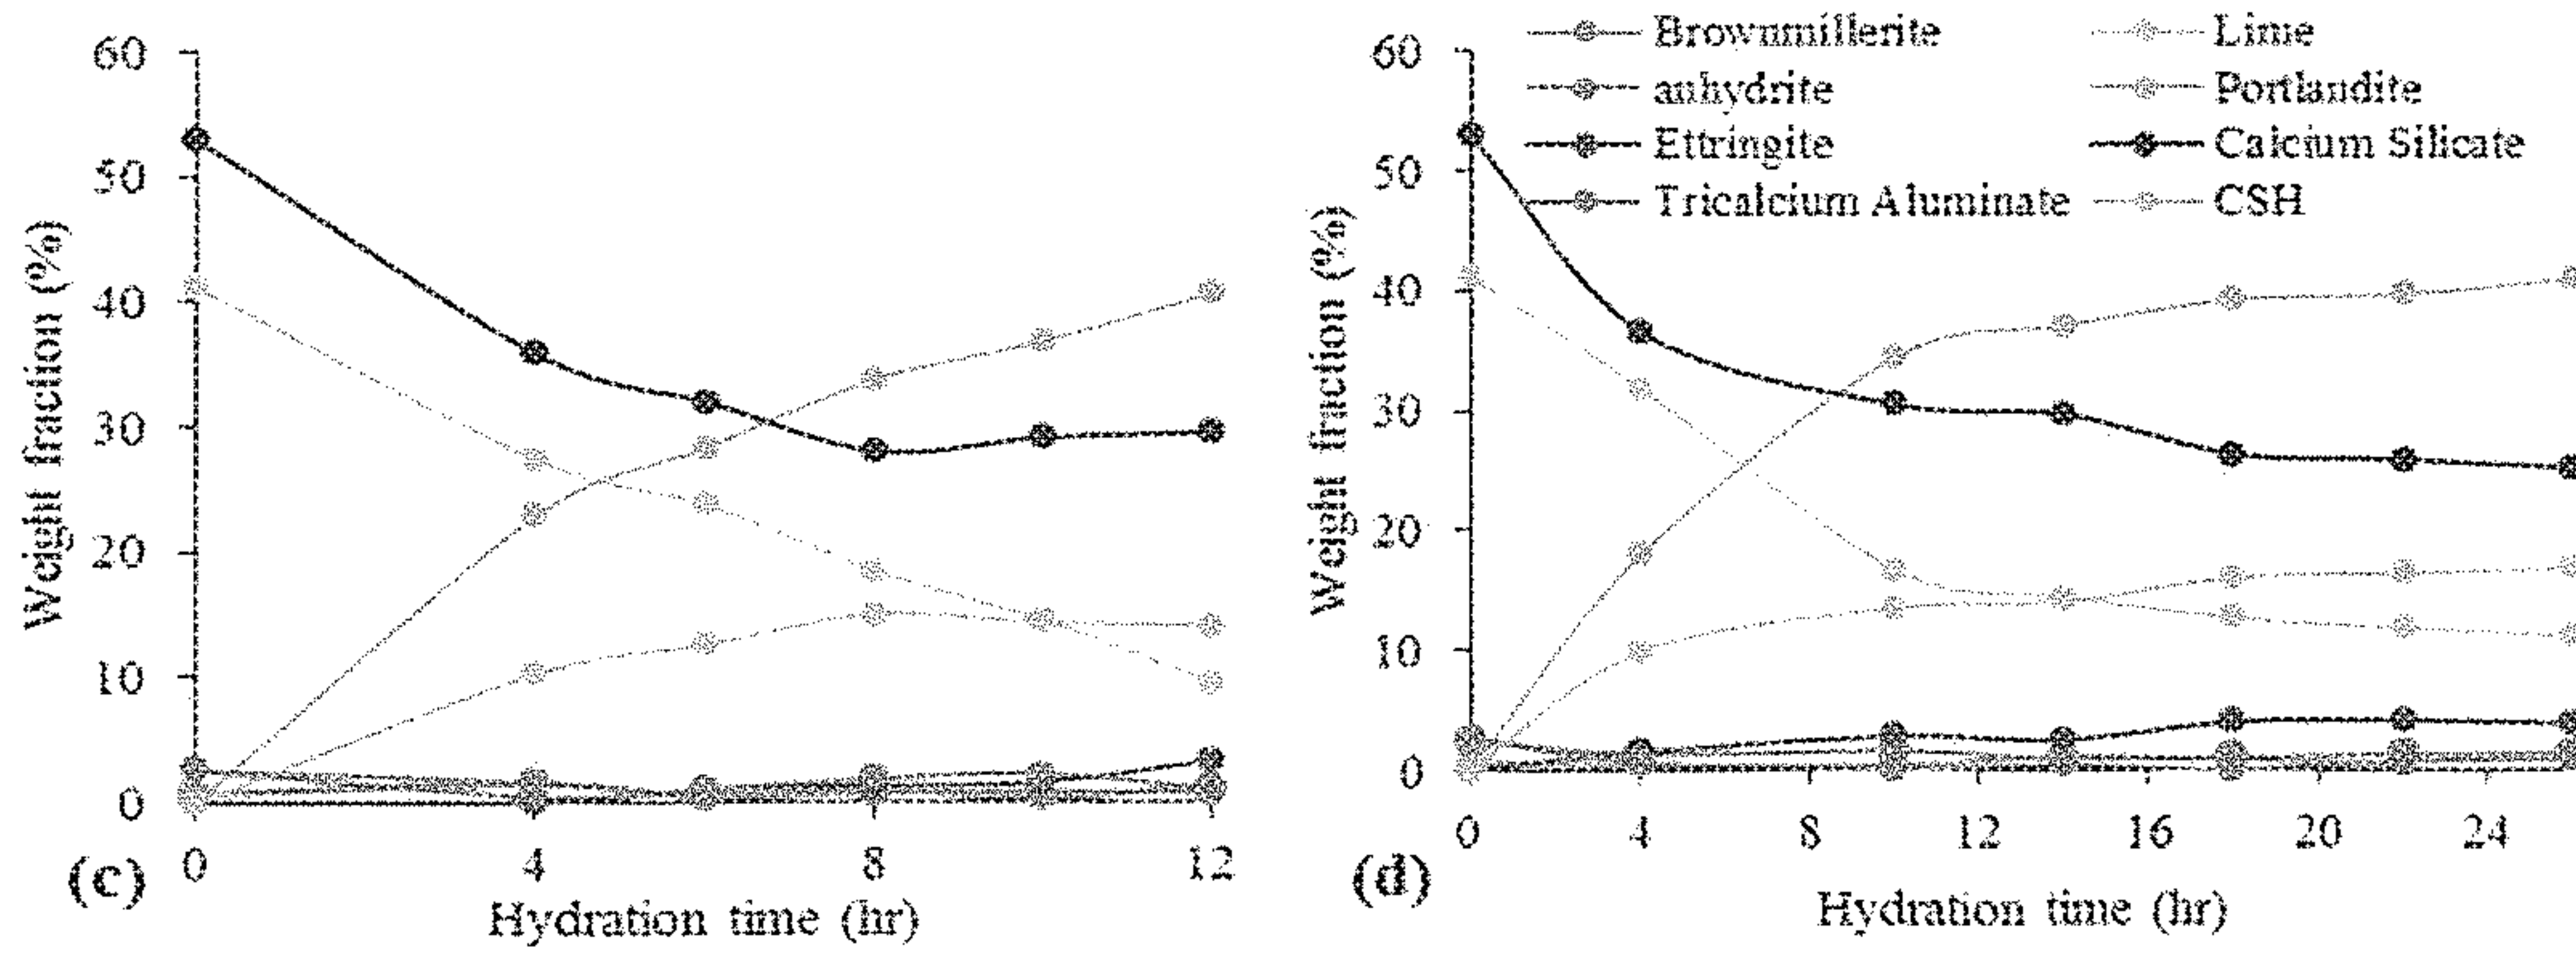 60
50
40
30
20
10
0
Weight fraction (%)
0 4 8 12
Hydration time (hr)
(c)
Brownmillerite Lime
anhydrite Portlandite
Ettringite Calcium Silicate
Tricalcium Aluminate CSH
60
50
40
30
20
10
0
Weight fraction (%)
0 4 8 12 16 20 24
Hydration time (hr)
(d)